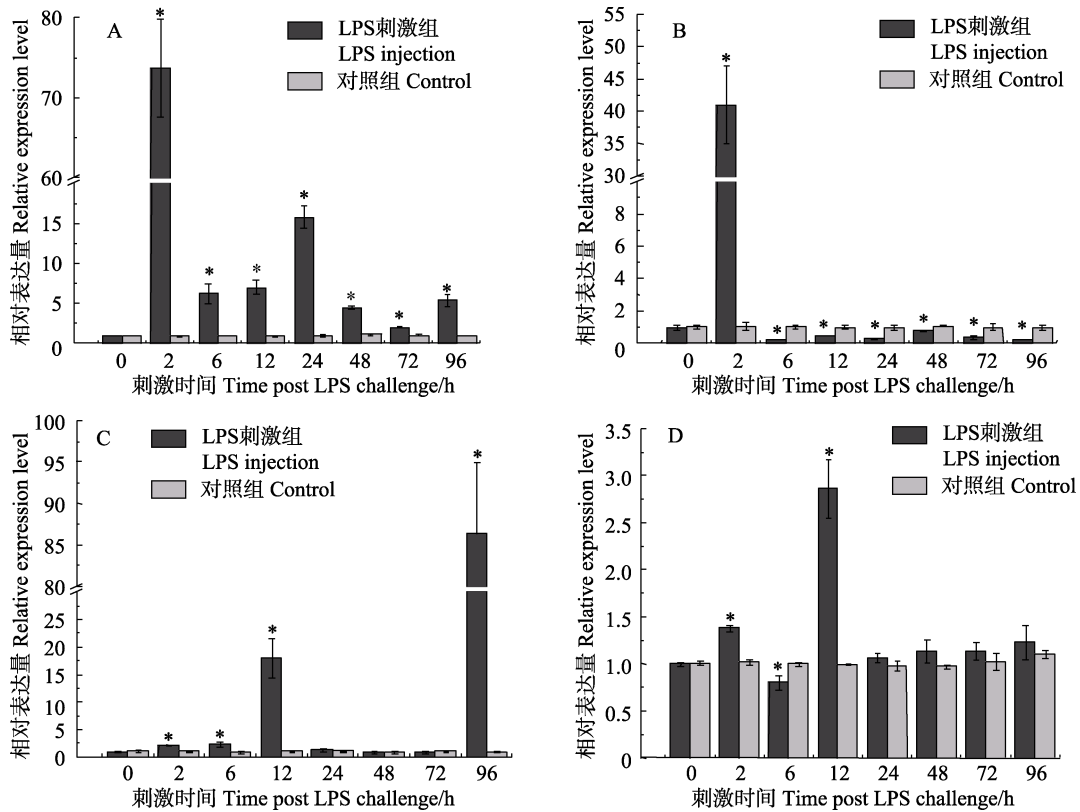 A
LPS刺激组
LPS injection
对照组 Control
*
*
*
*
*
*
*
80
70
60
15
10
5
0
相对表达量 Relative expression level
0 2 6 12 24 48 72 96
刺激时间 Time post LPS challenge/h
B
LPS刺激组
LPS injection
对照组 Control
*
*
*
*
*
*
*
55
50
45
40
35
30
8
6
4
2
0
相对表达量 Relative expression level
0 2 6 12 24 48 72 96
刺激时间 Time post LPS challenge/h
C
LPS刺激组
LPS injection
对照组 Control
*
*
*
*
100
95
90
85
80
25
20
15
10
5
0
相对表达量 Relative expression level
0 2 6 12 24 48 72 96
刺激时间 Time post LPS challenge/h
D
LPS刺激组
LPS injection
对照组 Control
*
*
*
3.5
3.0
2.5
2.0
1.5
1.0
0.5
0
相对表达量 Relative expression level
0 2 6 12 24 48 72 96
刺激时间 Time post LPS challenge/h